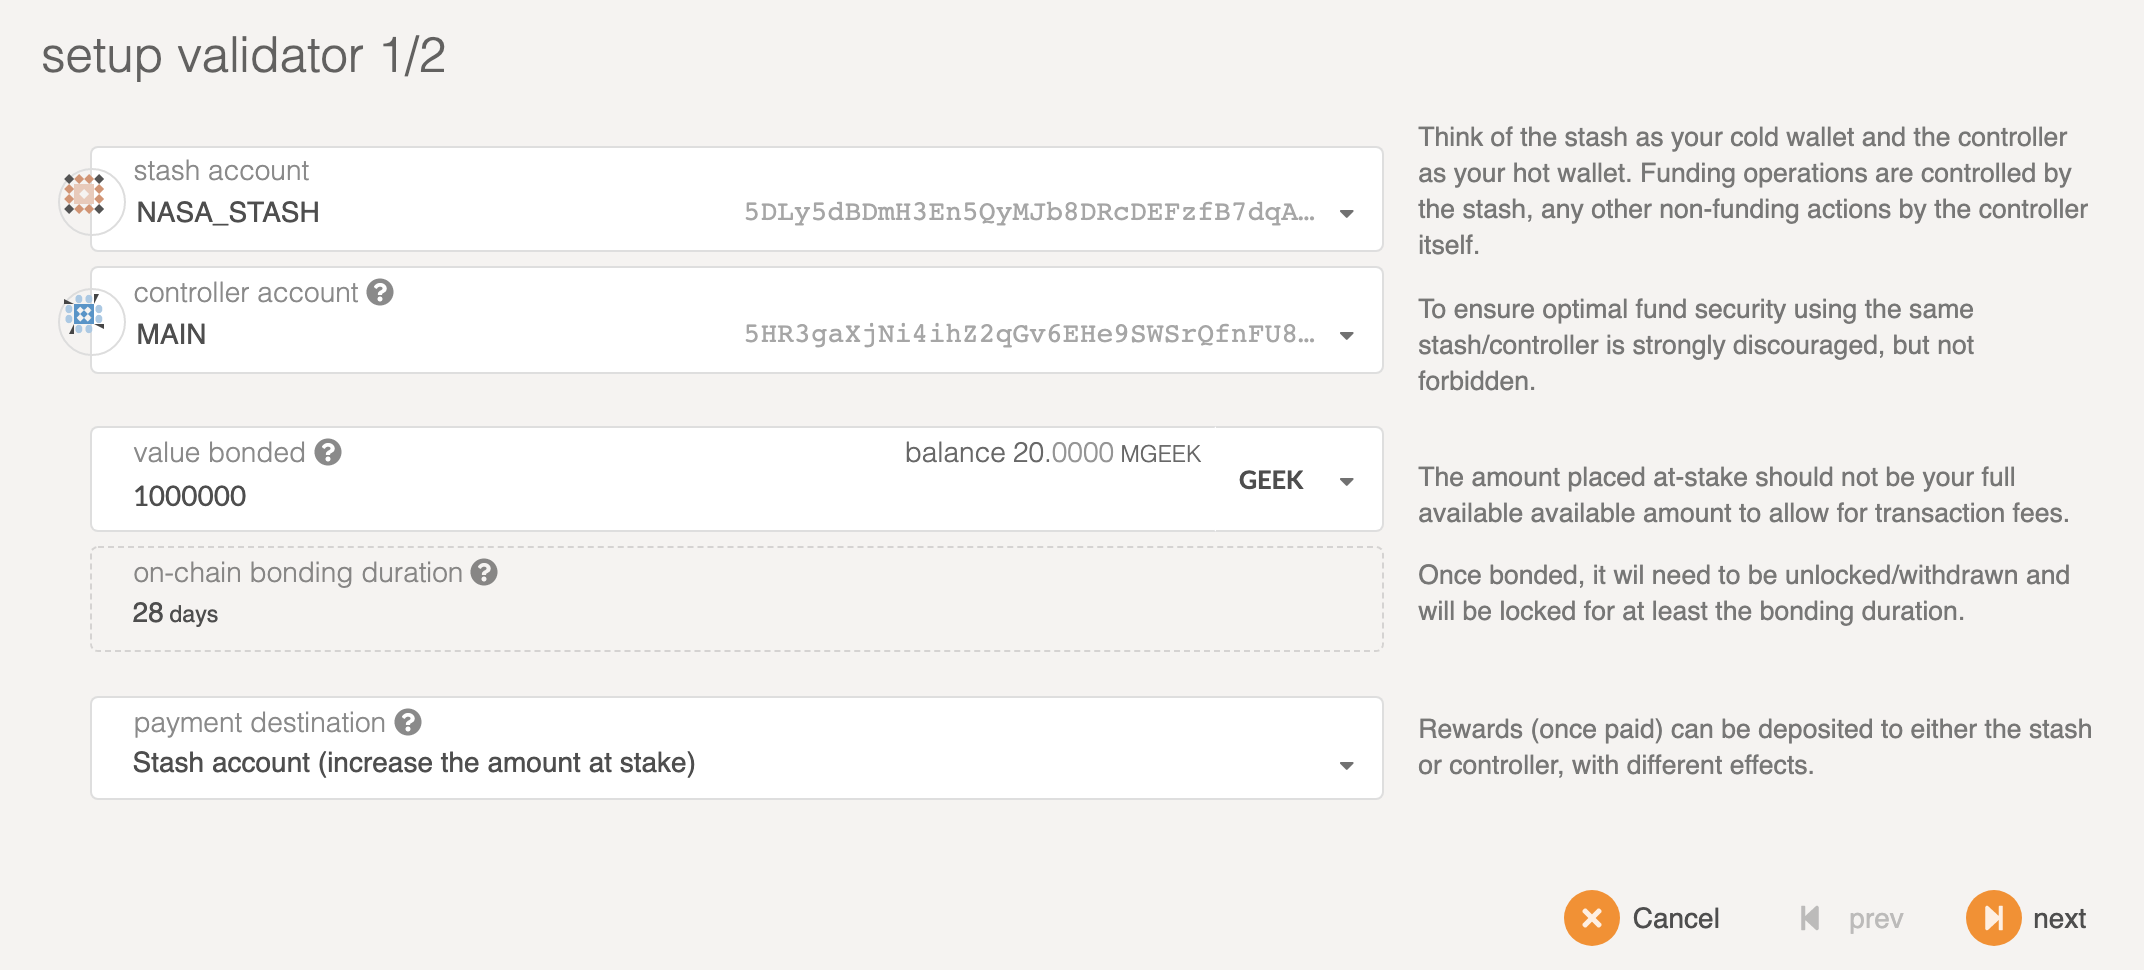 setup validator 1/2
stash account
NASA_STASH
5DLy5dBDmH3En5QyMJb8DRcDEFzfB7dqA…
Think of the stash as your cold wallet and the controller
as your hot wallet. Funding operations are controlled by
the stash, any other non-funding actions by the controller
itself.
controller account
MAIN
5HR3gaXjNi4ihZ2qGv6EHe9SWSrQfnFU8…
To ensure optimal fund security using the same
stash/controller is strongly discouraged, but not
forbidden.
value bonded
1000000
balance 20.0000 MGEEK
GEEK
The amount placed at-stake should not be your full
available available amount to allow for transaction fees.
on-chain bonding duration
28 days
Once bonded, it wil need to be unlocked/withdrawn and
will be locked for at least the bonding duration.
payment destination
Stash account (increase the amount at stake)
Rewards (once paid) can be deposited to either the stash
or controller, with different effects.
Cancel
prev
next